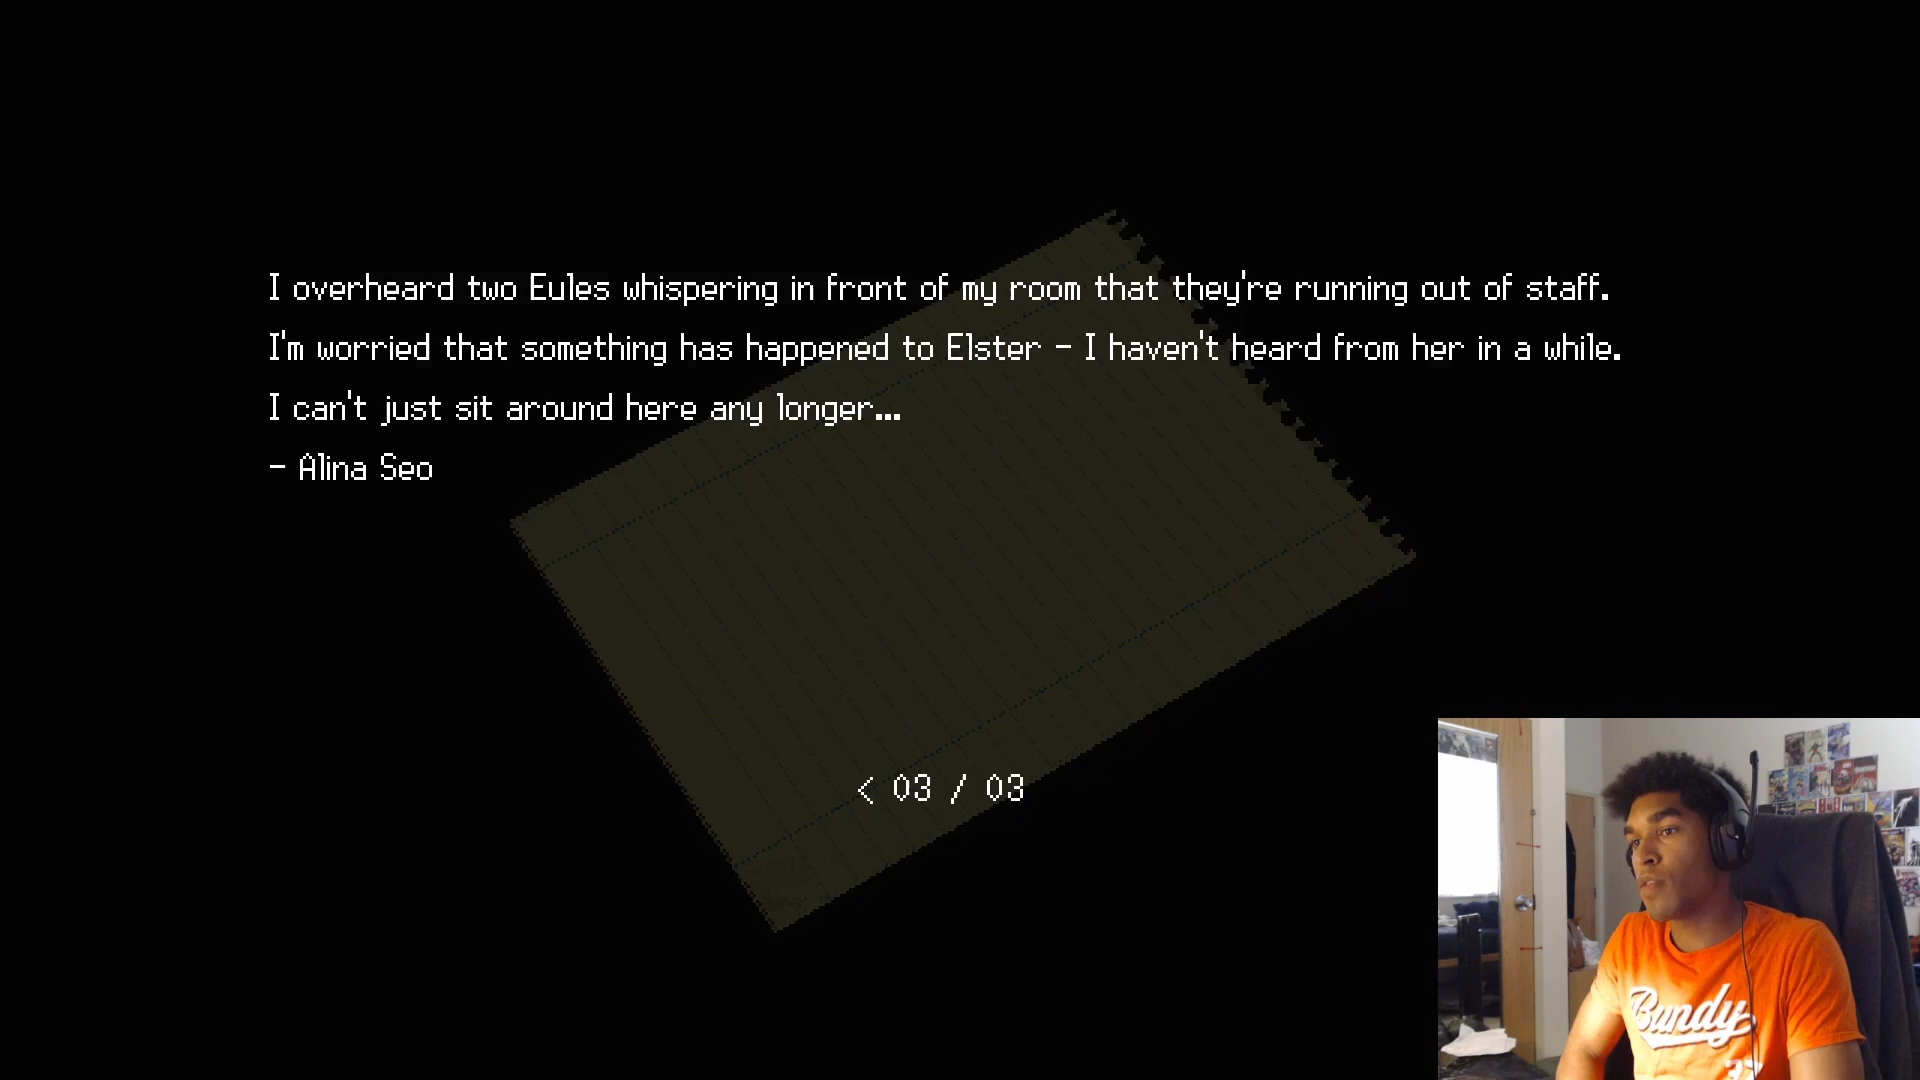 I overheard two Eules whispering in front of my room that they're running out of staff.
I'm worried that something has happened to Elster - I haven't heard from her in a while.
I can't just sit around here any longer...
- Alina Seo
< 03 / 03
Bundy